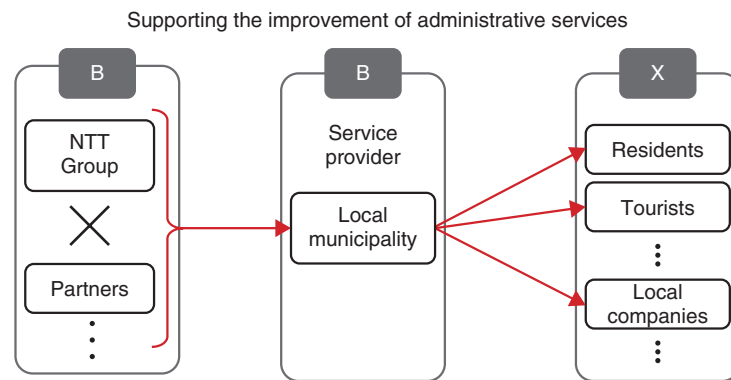 Supporting the improvement of administrative services
B
NTT
Group
Partners
B
Service
provider
Local
municipality
X
Residents
Tourists
Local
companies